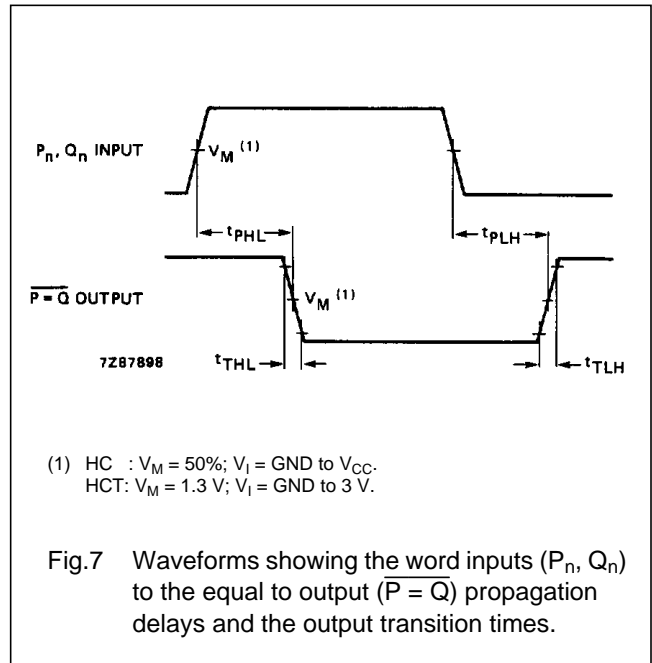 Pn, Qn INPUT
VM (1)
tPHL
tPLH
P = Q OUTPUT
VM (1)
7Z87898
tTHL
tTLH
(1) HC : VM = 50%; VI = GND to VCC.
HCT: VM = 1.3 V; VI = GND to 3 V.
Fig.7 Waveforms showing the word inputs (Pn, Qn)
to the equal to output (P = Q) propagation
delays and the output transition times.